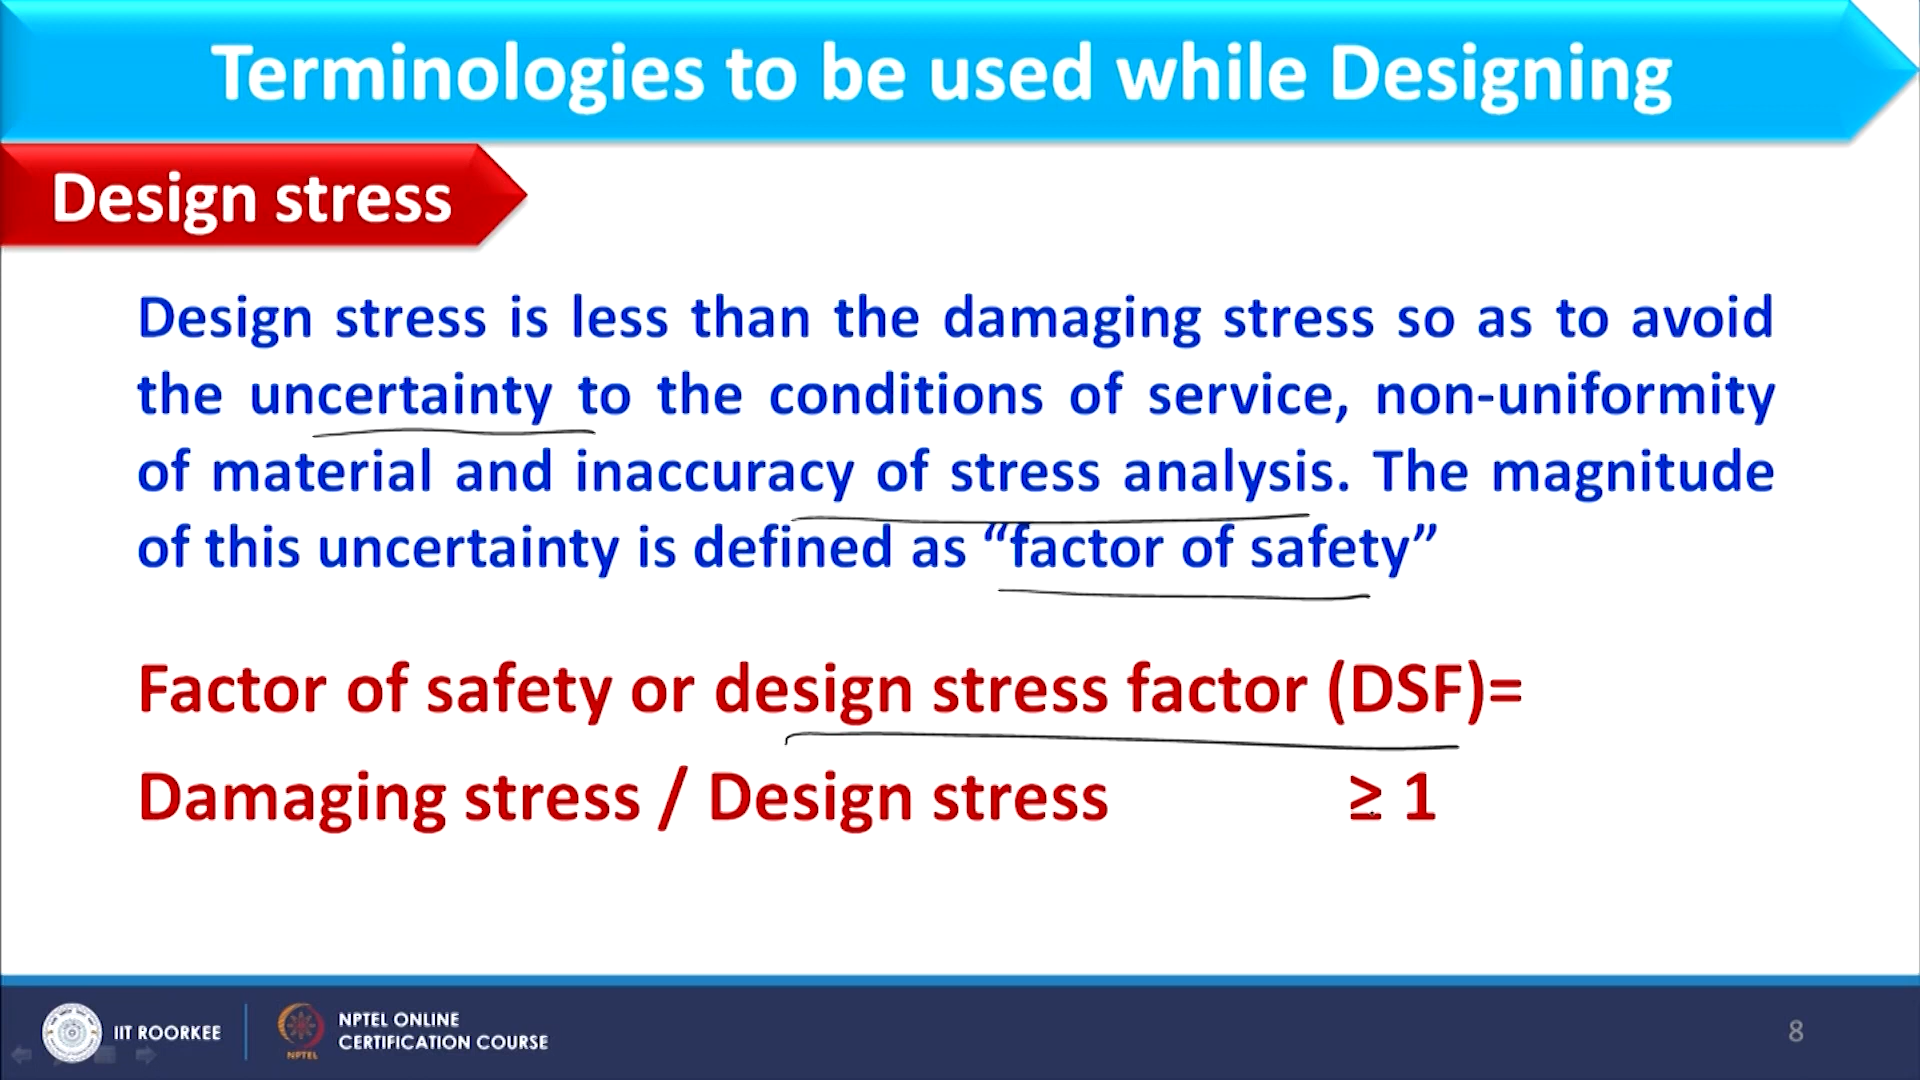 Terminologies to be used while Designing
Design stress
Design stress is less than the damaging stress so as to avoid
the uncertainty to the conditions of service, non-uniformity
of material and inaccuracy of stress analysis. The magnitude
of this uncertainty is defined as “factor of safety”
Factor of safety or design stress factor (DSF)=
Damaging stress / Design stress ≥ 1
IIT ROORKEE
NPTEL
NPTEL ONLINE
CERTIFICATION COURSE
8